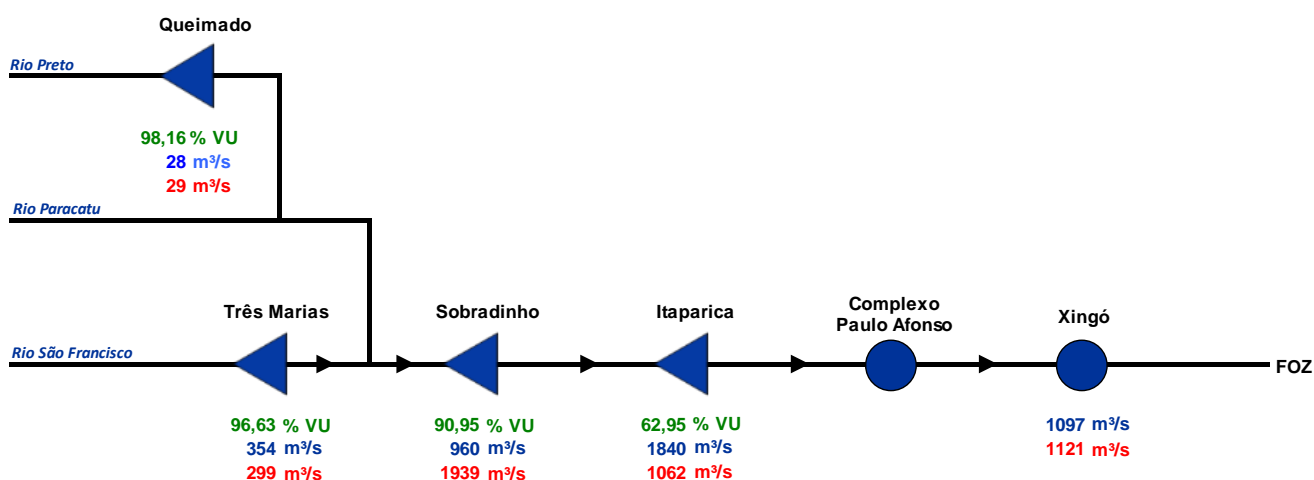 Queimado
Rio Preto
98,16 % VU
28 m³/s
29 m³/s
Rio Paracatu
Três Marias
Sobradinho
Itaparica
Complexo
Paulo Afonso
Xingó
Rio São Francisco
FOZ
96,63 % VU
354 m³/s
299 m³/s
90,95 % VU
960 m³/s
1939 m³/s
62,95 % VU
1840 m³/s
1062 m³/s
1097 m³/s
1121 m³/s